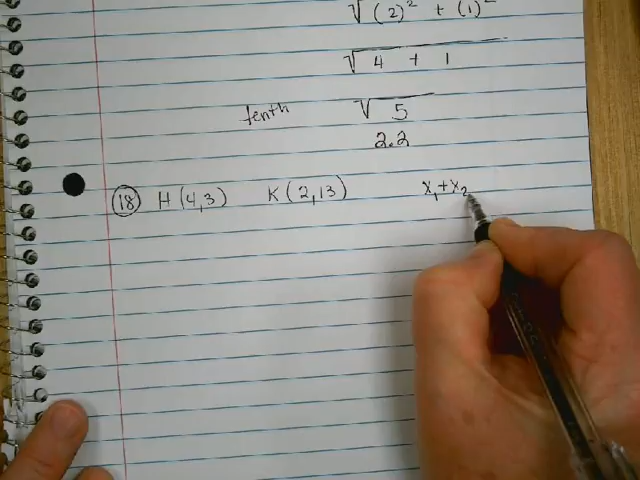 √(2)² + (1)²
√4 + 1
tenth √5
2.2
(18) H(4,3) K(2,13) x₁+x₂